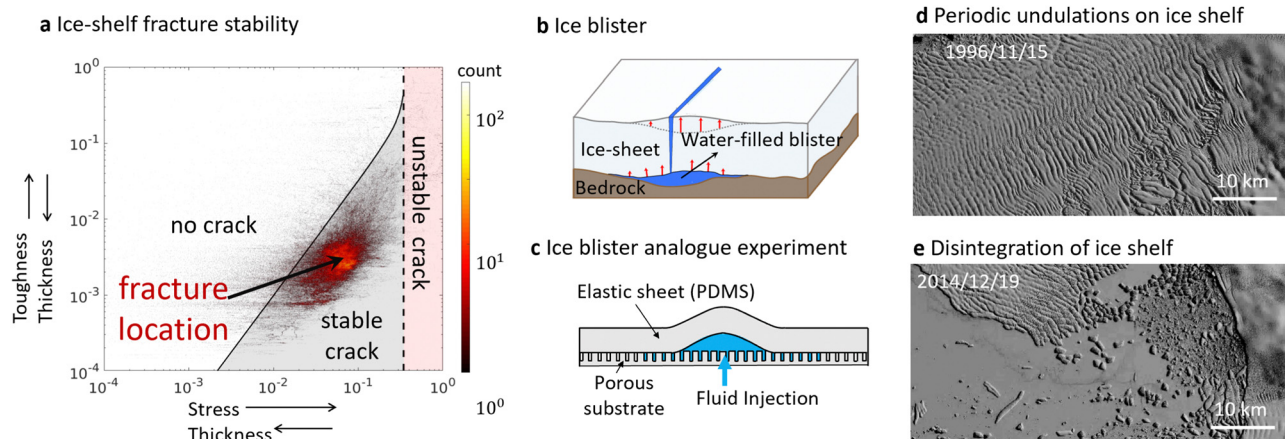 a Ice-shelf fracture stability
10⁰
10⁻¹
10⁻²
10⁻³
10⁻⁴
Toughness
Thickness
no crack
fracture
location
stable
crack
unstable crack
10⁻⁴
10⁻³
10⁻²
10⁻¹
10⁰
Stress
Thickness
count
10²
10¹
10⁰
b Ice blister
Ice-sheet
Water-filled blister
Bedrock
c Ice blister analogue experiment
Elastic sheet (PDMS)
Porous
substrate
Fluid Injection
d Periodic undulations on ice shelf
1996/11/15
10 km
e Disintegration of ice shelf
2014/12/19
10 km